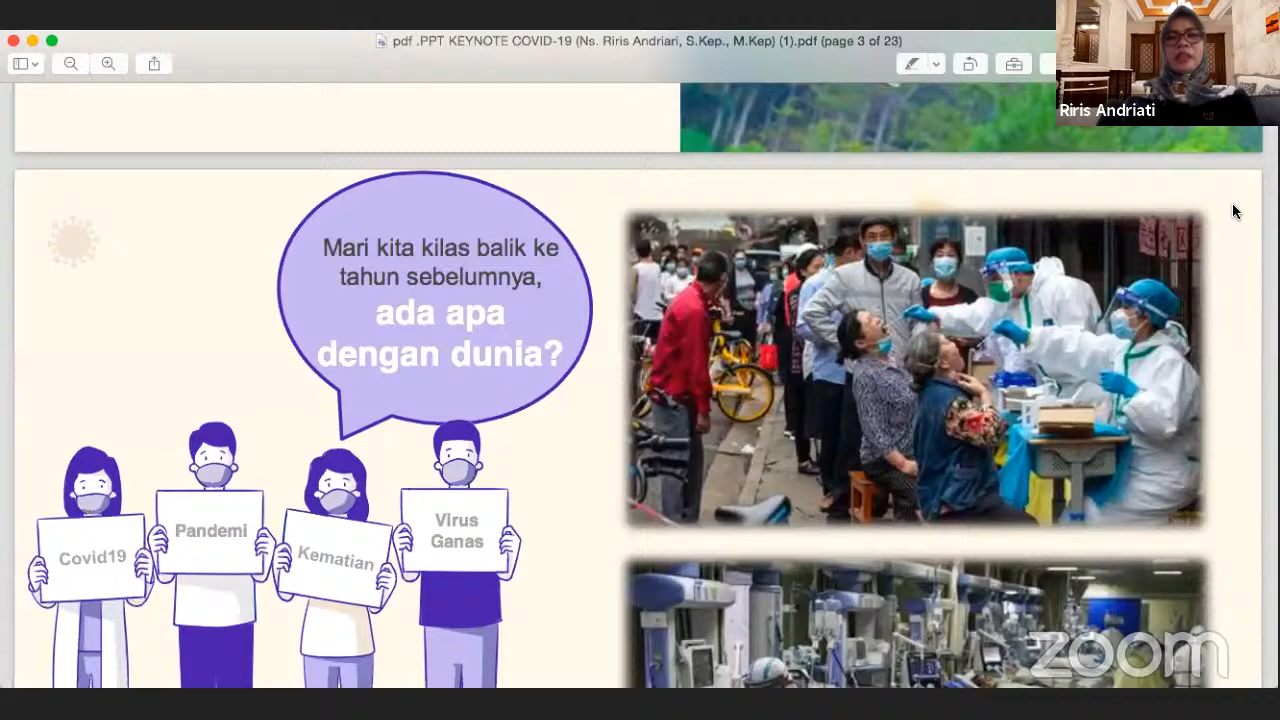 pdf .PPT KEYNOTE COVID-19 (Ns. Riris Andriari, S.Kep., M.Kep) (1).pdf (page 3 of 23)
Riris Andriati
Mari kita kilas balik ke
tahun sebelumnya,
ada apa
dengan dunia?
Covid19
Pandemi
Kematian
Virus
Ganas
zoom